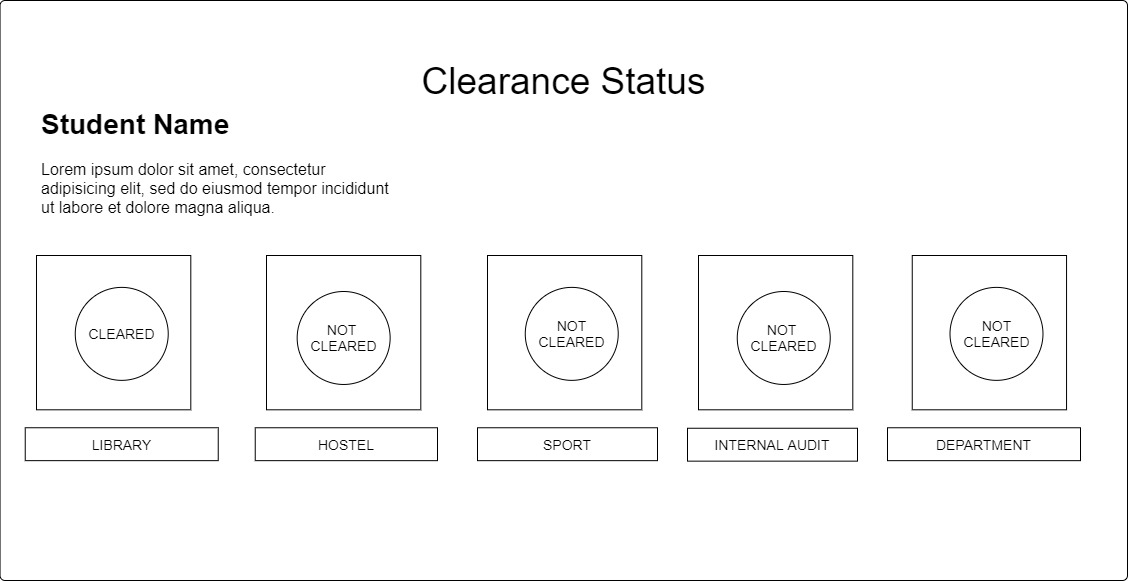 Clearance Status
Student Name
Lorem ipsum dolor sit amet, consectetur
adipisicing elit, sed do eiusmod tempor incididunt
ut labore et dolore magna aliqua.
CLEARED
NOT
CLEARED
NOT
CLEARED
NOT
CLEARED
NOT
CLEARED
LIBRARY
HOSTEL
SPORT
INTERNAL AUDIT
DEPARTMENT